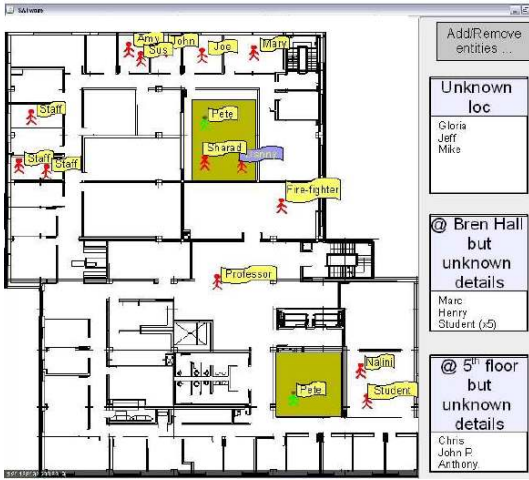 SATware
Add/Remove
entities ...
Amy
John
Sus
Joe
Mary
Unknown
loc
Gloria
Jeff
Mike
Staff
Pete
Sharad
Staff
Staff
Fire-fighter
@ Bren Hall
but
unknown
details
Marc
Henry
Student (x5)
Professor
@ 5th floor
but
unknown
details
Chris
John P.
Anthony
Nalini
Student
Pete